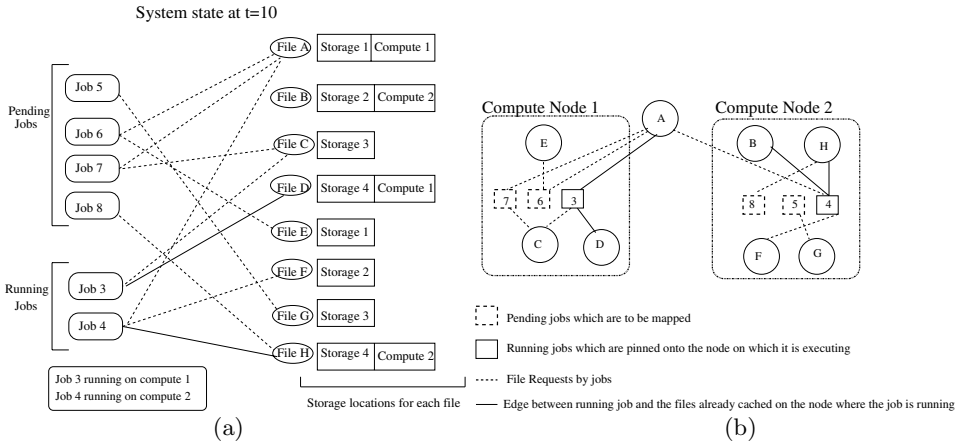 System state at t=10
File A
Storage 1
Compute 1
Job 5
File B
Storage 2
Compute 2
Pending
Jobs
Job 6
File C
Storage 3
Job 7
File D
Storage 4
Compute 1
Job 8
File E
Storage 1
File F
Storage 2
Running
Jobs
Job 3
File G
Storage 3
Job 4
File H
Storage 4
Compute 2
Job 3 running on compute 1
Job 4 running on compute 2
Storage locations for each file
(a)
Compute Node 1
A
Compute Node 2
E
B
H
7
6
3
8
5
4
C
D
F
G
Pending jobs which are to be mapped
Running jobs which are pinned onto the node on which it is executing
File Requests by jobs
Edge between running job and the files already cached on the node where the job is running
(b)